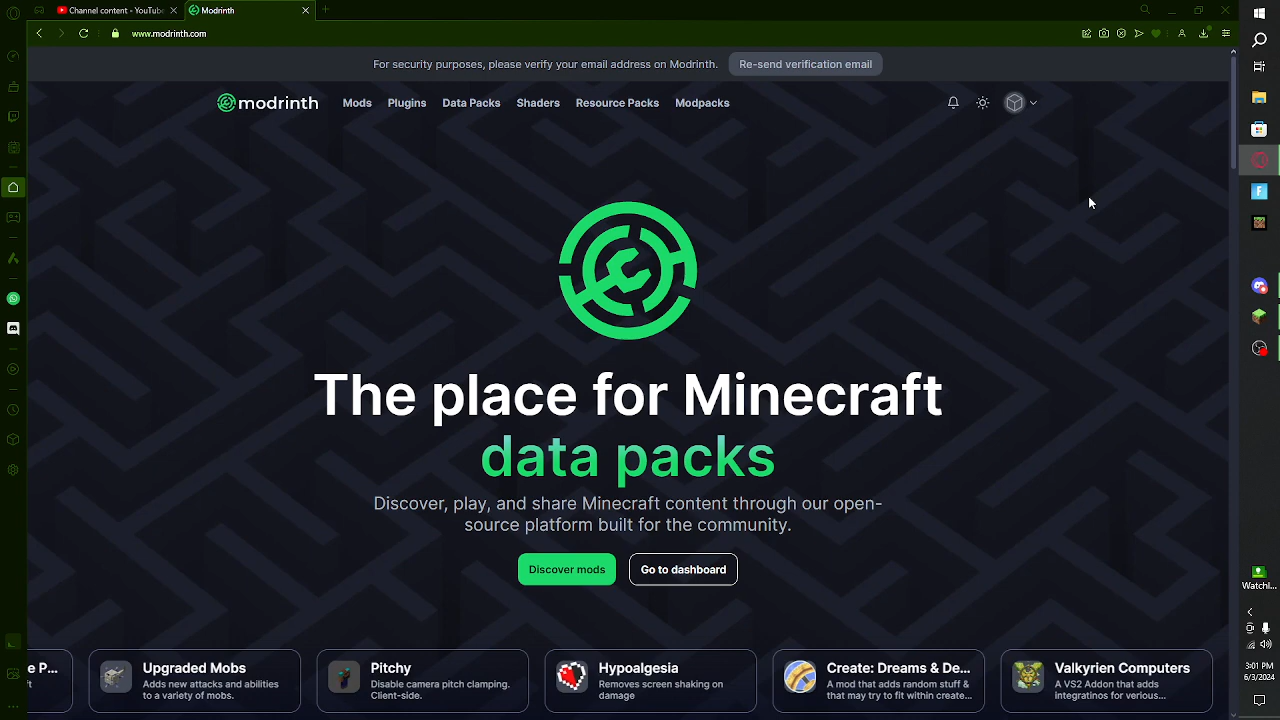 Channel content - YouTube
Modrinth
www.modrinth.com
For security purposes, please verify your email address on Modrinth.
Re-send verification email
modrinth
Mods
Plugins
Data Packs
Shaders
Resource Packs
Modpacks
The place for Minecraft
data packs
Discover, play, and share Minecraft content through our open-
source platform built for the community.
Discover mods
Go to dashboard
e P...
ft
Upgraded Mobs
Adds new attacks and abilities
to a variety of mobs.
Pitchy
Disable camera pitch clamping.
Client-side.
Hypoalgesia
Removes screen shaking on
damage
Create: Dreams & De...
A mod that adds random stuff &
that may try to fit within create...
Valkyrien Computers
A VS2 Addon that adds
integratinos for verious...
Watchl...
3:01 PM
6/3/2024